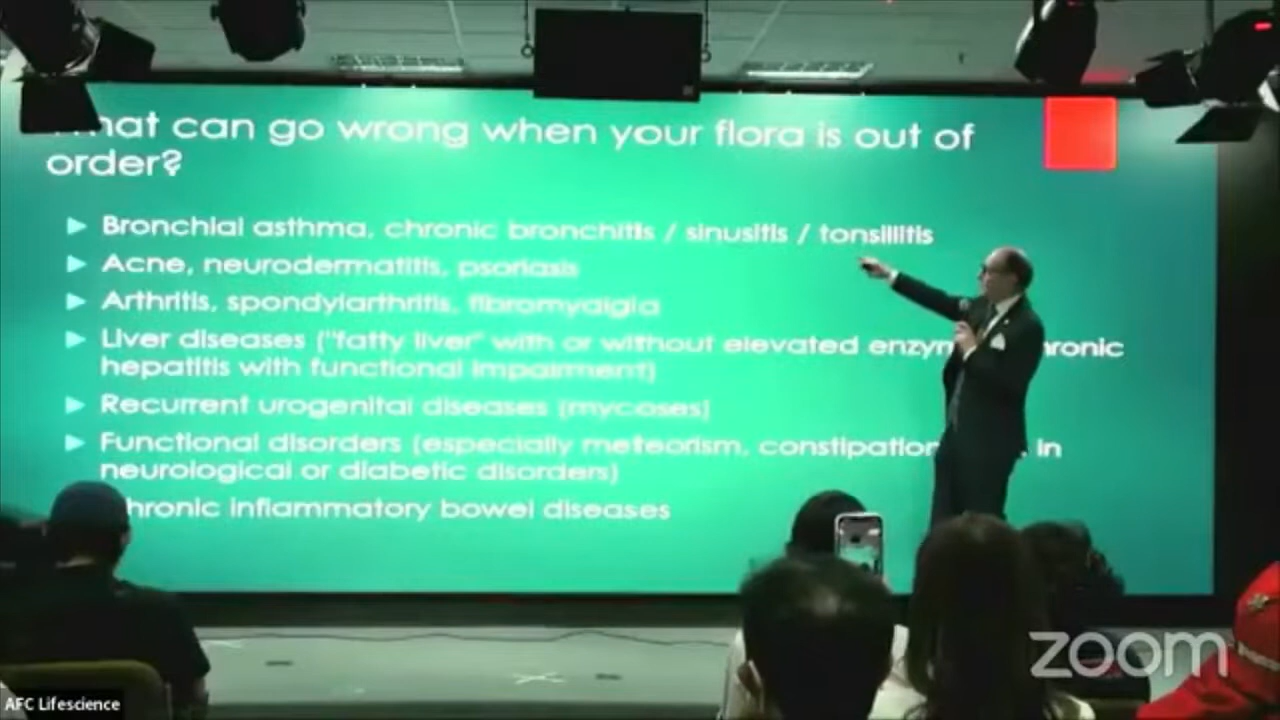 hat can go wrong when your flora is out of
order?
Bronchial asthma, chronic bronchitis / sinusitis / tonsillitis
Acne, neurodermatitis, psoriasis
Arthritis, spondylarthritis, fibromyalgia
Liver diseases ("fatty liver" with or without elevated enzym hronic
hepatitis with functional impairment)
Recurrent urogenital diseases (mycoses)
Functional disorders (especially meteorism, constipation . in
neurological or diabetic disorders)
hronic inflammatory bowel diseases
zoom
AFC Lifescience